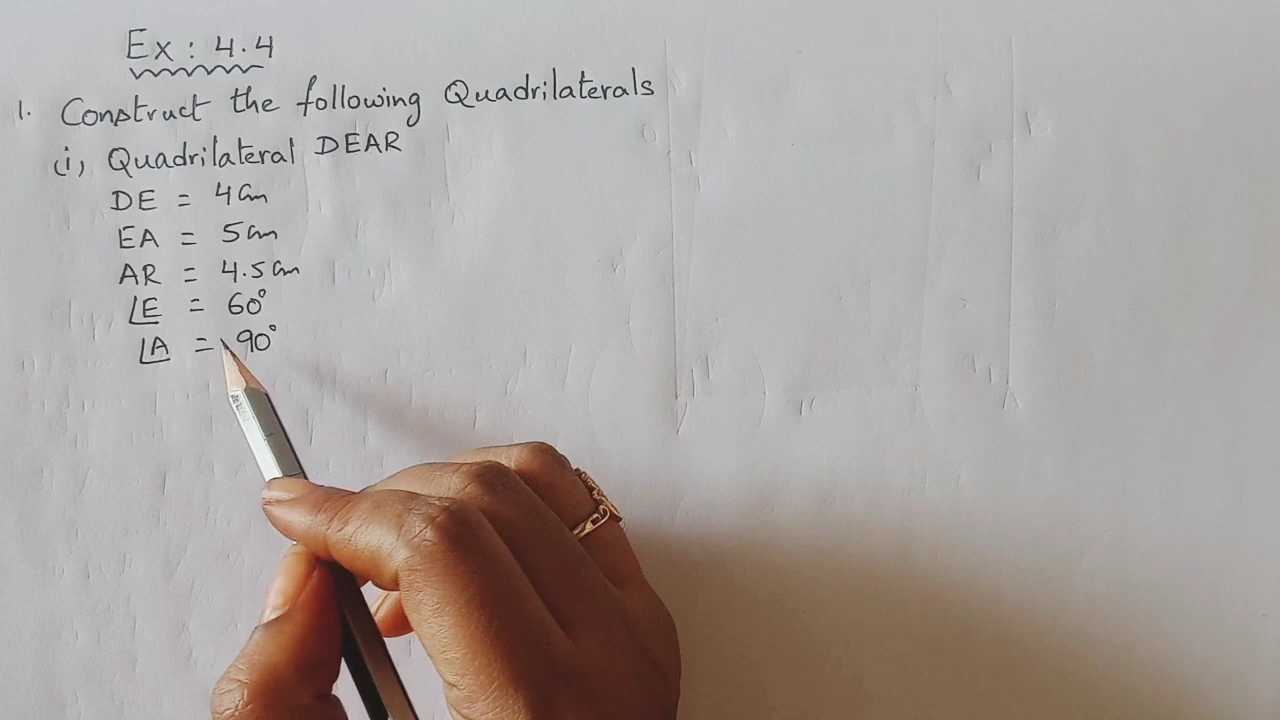 Ex : 4.4
1. Construct the following Quadrilaterals
(i) Quadrilateral DEAR
DE = 4cm
EA = 5cm
AR = 4.5cm
∠E = 60°
∠A = 90°